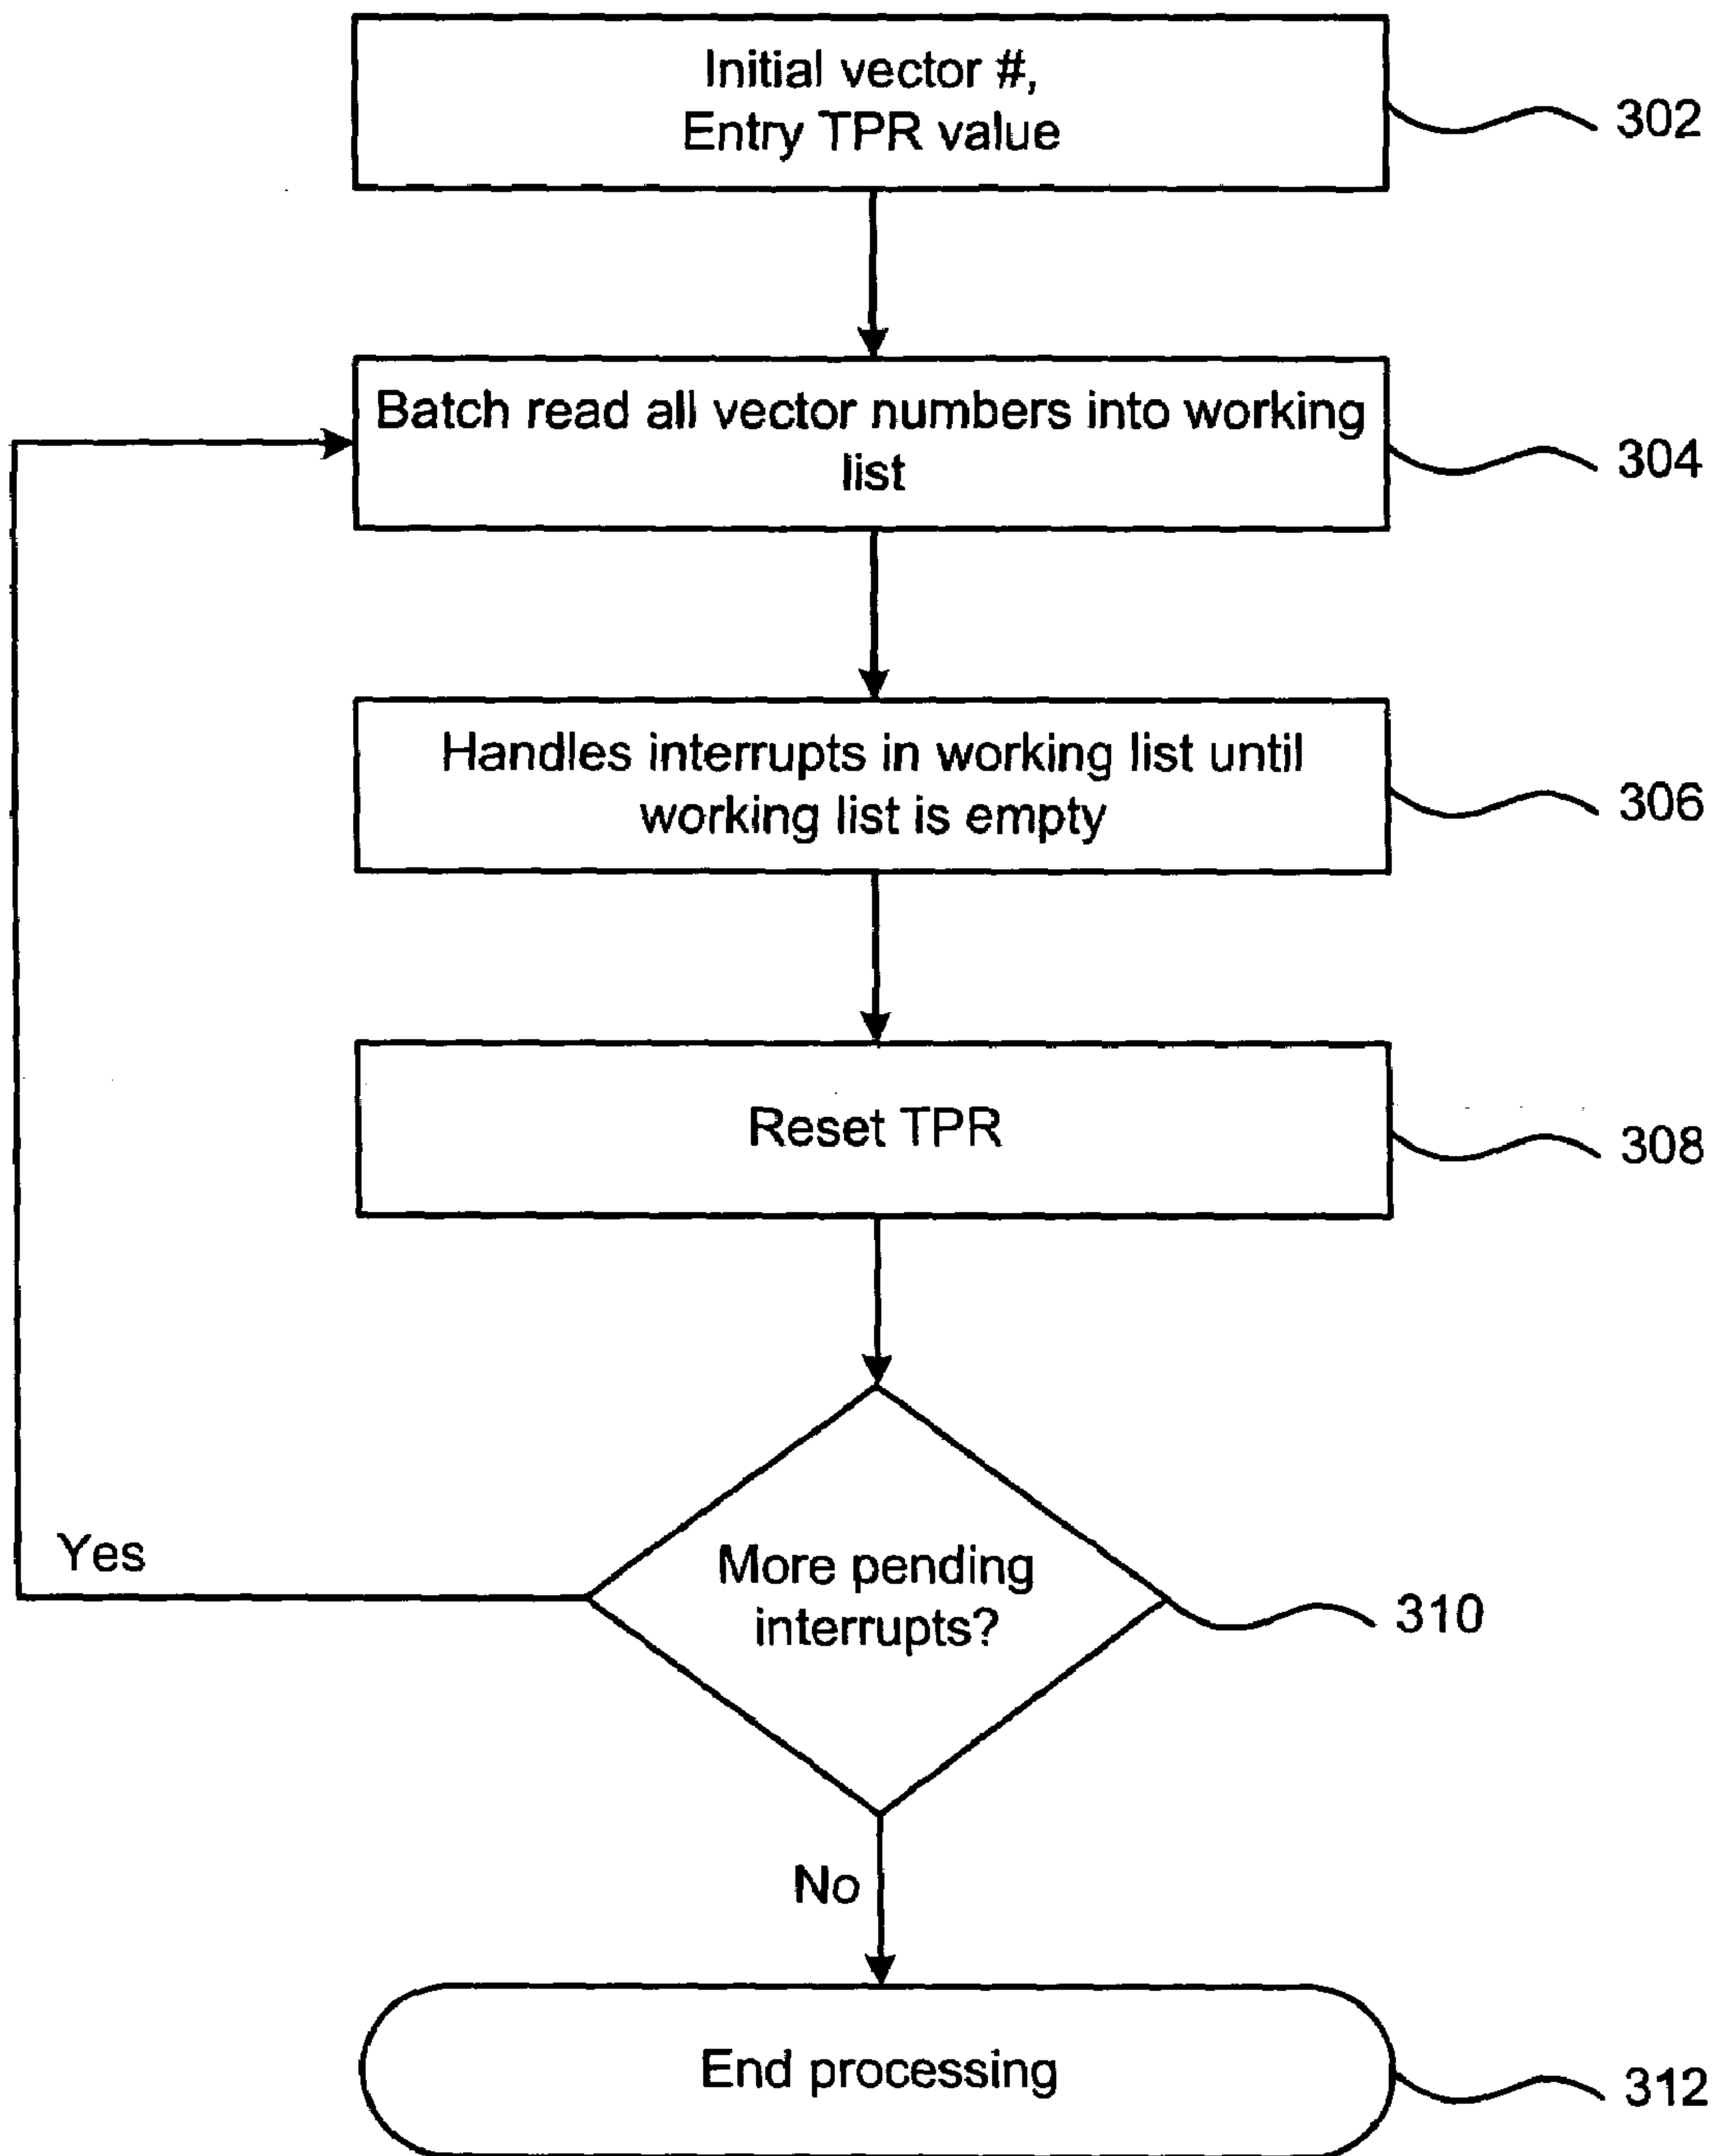 Initial vector #,
Entry TPR value
302
Batch read all vector numbers into working
list
304
Handles interrupts in working list until
working list is empty
306
Reset TPR
308
Yes
More pending
interrupts?
310
No
End processing
312